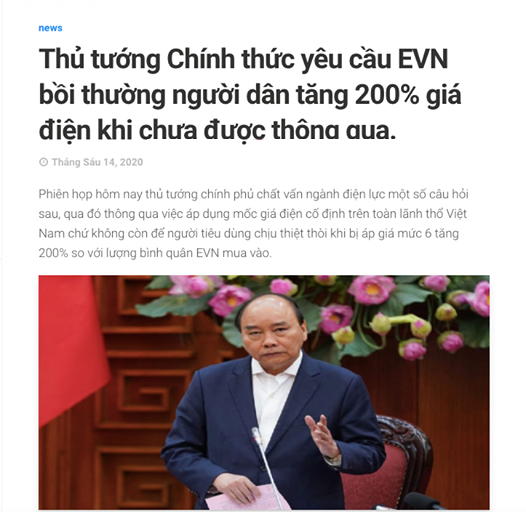 news
Thủ tướng Chính thức yêu cầu EVN
bồi thường người dân tăng 200% giá
điện khi chưa được thông qua.
Tháng Sáu 14, 2020
Phiên họp hôm nay thủ tướng chính phủ chất vấn ngành điện lực một số câu hỏi
sau, qua đó thông qua việc áp dụng mốc giá điện cố định trên toàn lãnh thổ Việt
Nam chứ không còn để người tiêu dùng chịu thiệt thòi khi bị áp giá mức 6 tăng
200% so với lượng bình quân EVN mua vào.